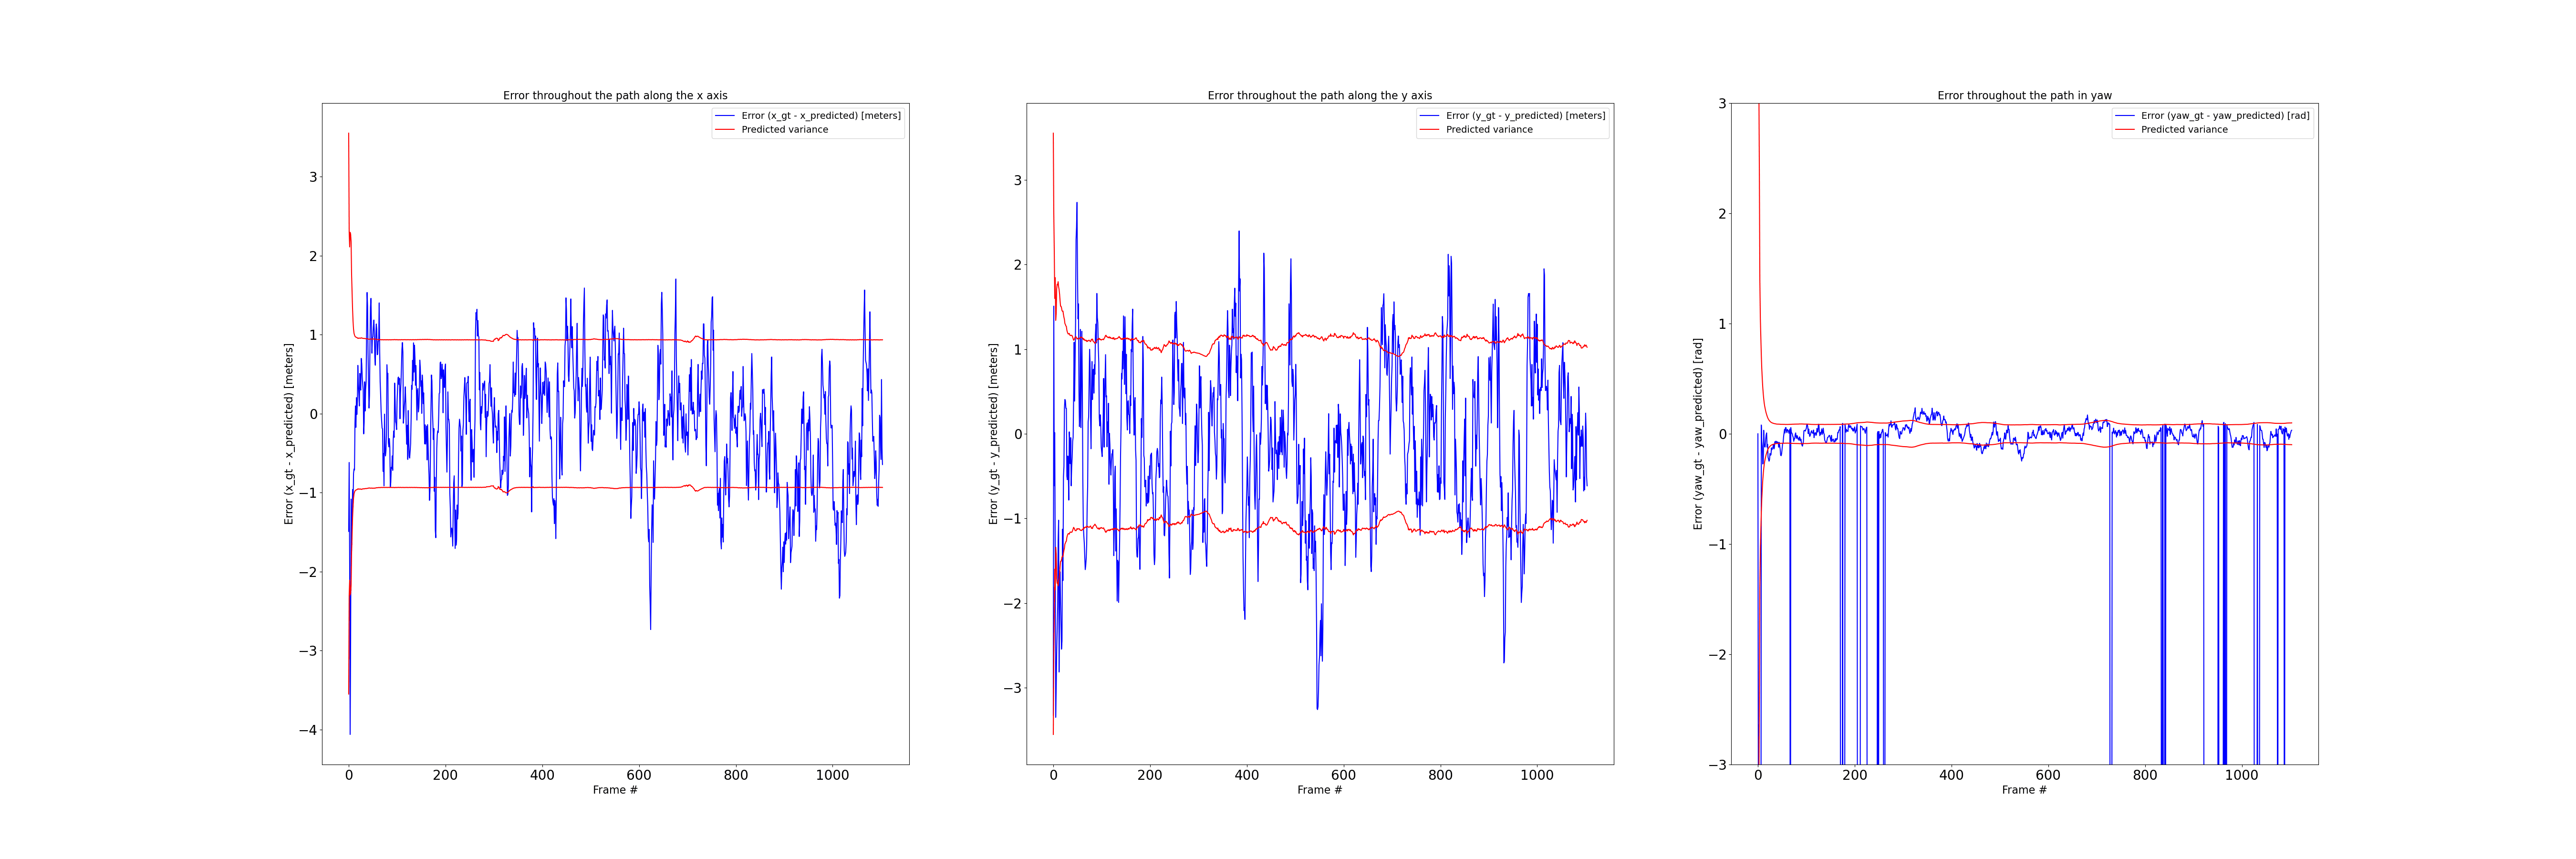 Error throughout the path along the x axis
Error (x_gt - x_predicted) [meters]
Predicted variance
Error (x_gt - x_predicted) [meters]
3
2
1
0
−1
−2
−3
−4
0 200 400 600 800 1000
Frame #
Error throughout the path along the y axis
Error (y_gt - y_predicted) [meters]
Predicted variance
Error (y_gt - y_predicted) [meters]
3
2
1
0
−1
−2
−3
0 200 400 600 800 1000
Frame #
Error throughout the path in yaw
Error (yaw_gt - yaw_predicted) [rad]
Predicted variance
Error (yaw_gt - yaw_predicted) [rad]
3
2
1
0
−1
−2
−3
0 200 400 600 800 1000
Frame #